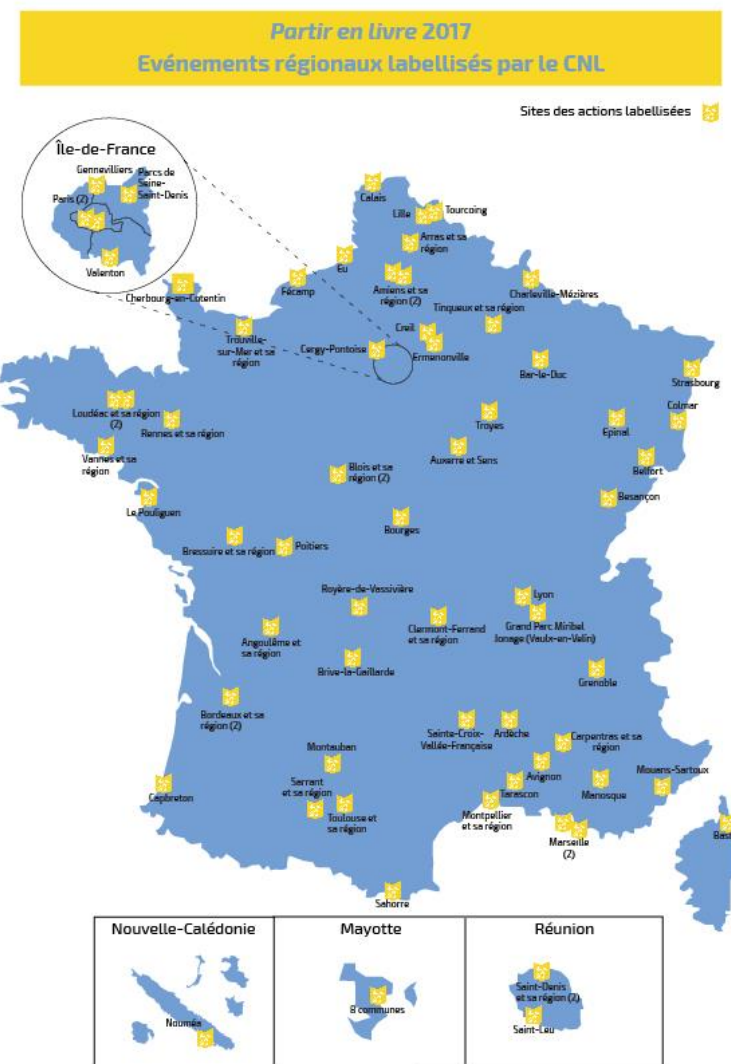 Partir en livre 2017
Evénements régionaux labellisés par le CNL
Sites des actions labellisées
Île-de-France
Gennevilliers
Parcs de
Seine-
Saint-Denis
Paris (2)
Valenton
Calais
Lille
Tourcoing
Arras et sa
région
Eu
Amiens et sa
région (2)
Fécamp
Cherbourg-en-Cotentin
Charleville-Mézières
Tinqueux et sa région
Trouville-
sur-Mer et sa
région
Creil
Cergy-Pontoise
Ermenonville
Bar-le-Duc
Strasbourg
Colmar
Loudéac et sa région
(2)
Rennes et sa région
Troyes
Epinal
Vannes et sa
région
Auxerre et Sens
Belfort
Blois et sa
région (2)
Besançon
Le Pouliguen
Bourges
Bressuire et sa région
Poitiers
Royère-de-Vassivière
Lyon
Angoulême et
sa région
Clermont-Ferrand
et sa région
Grand Parc Miribel
Jonage (Vaulx-en-Velin)
Brive-la-Gaillarde
Grenoble
Bordeaux et sa
région (2)
Sainte-Croix-
Vallée-Française
Ardèche
Carpentras et sa
région
Montauban
Avignon
Mouans-Sartoux
Sarrant
et sa région
Capbreton
Tarascon
Manosque
Toulouse et
sa région
Montpellier
et sa région
Marseille
(2)
Bast
Sahorre
Nouvelle-Calédonie
Nouméa
Mayotte
8 communes
Réunion
Saint-Denis
et sa région (2)
Saint-Leu